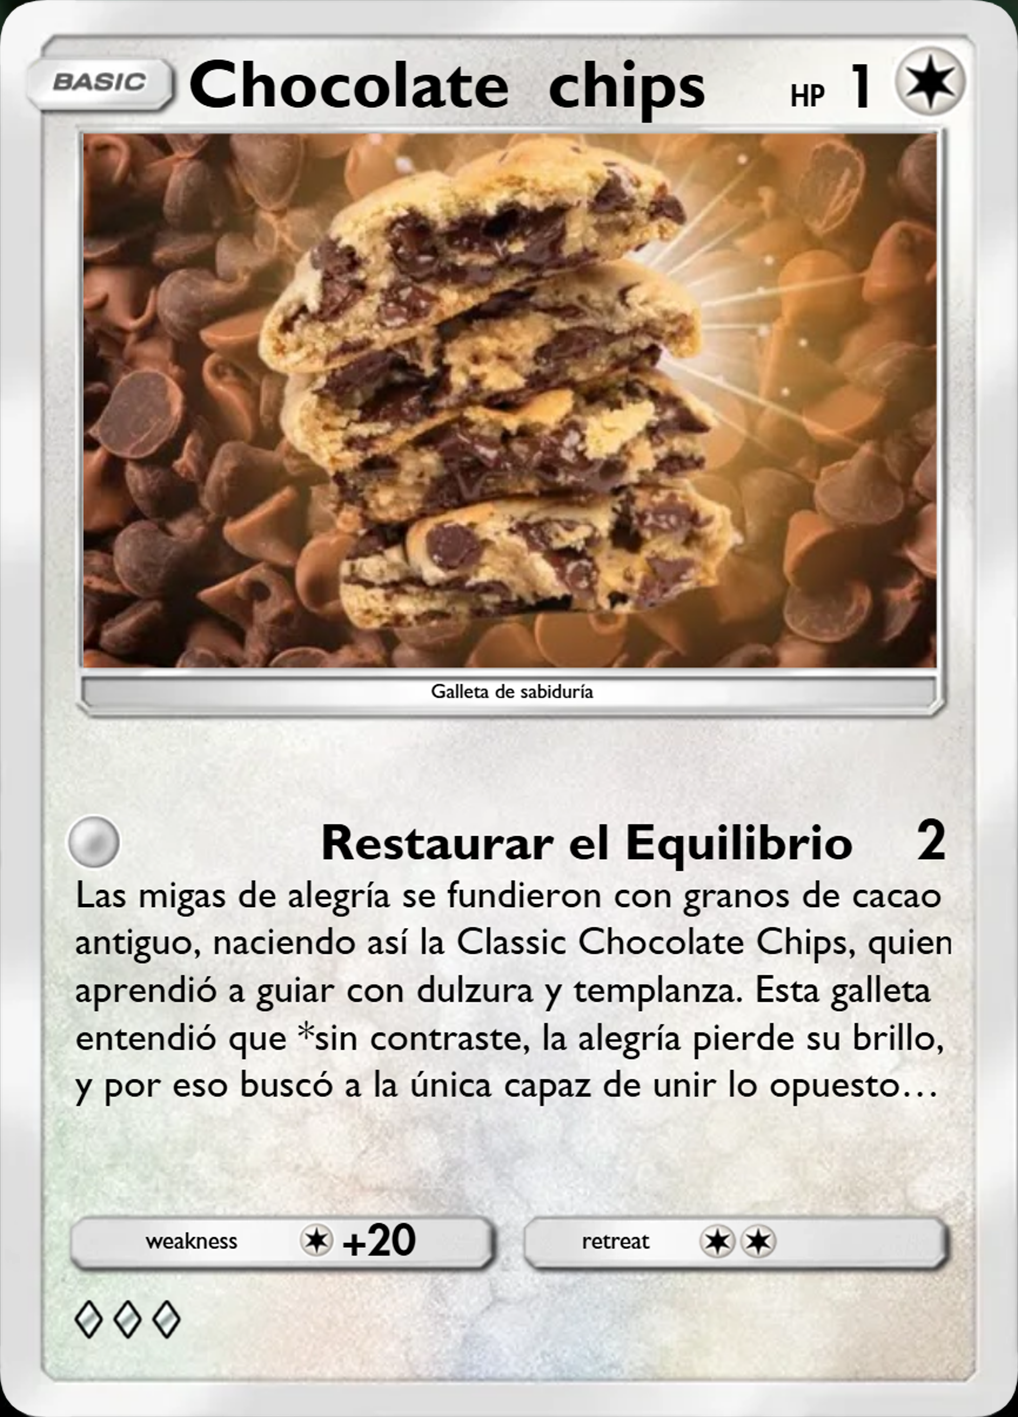 BASIC Chocolate chips HP 1
Galleta de sabiduría
Restaurar el Equilibrio 2
Las migas de alegría se fundieron con granos de cacao
antiguo, naciendo así la Classic Chocolate Chips, quien
aprendió a guiar con dulzura y templanza. Esta galleta
entendió que *sin contraste, la alegría pierde su brillo,
y por eso buscó a la única capaz de unir lo opuesto…
weakness +20 retreat